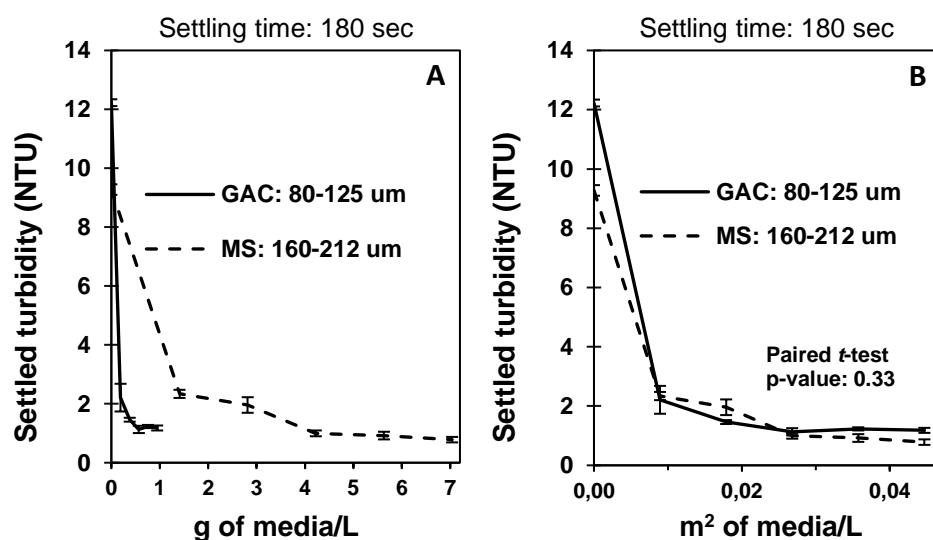 Settling time: 180 sec
A
14
12
10
8
6
4
2
0
Settled turbidity (NTU)
GAC: 80-125 um
MS: 160-212 um
0 1 2 3 4 5 6 7
g of media/L
Settling time: 180 sec
B
14
12
10
8
6
4
2
0
Settled turbidity (NTU)
GAC: 80-125 um
MS: 160-212 um
Paired t-test
p-value: 0.33
0,00 0,02 0,04
m² of media/L